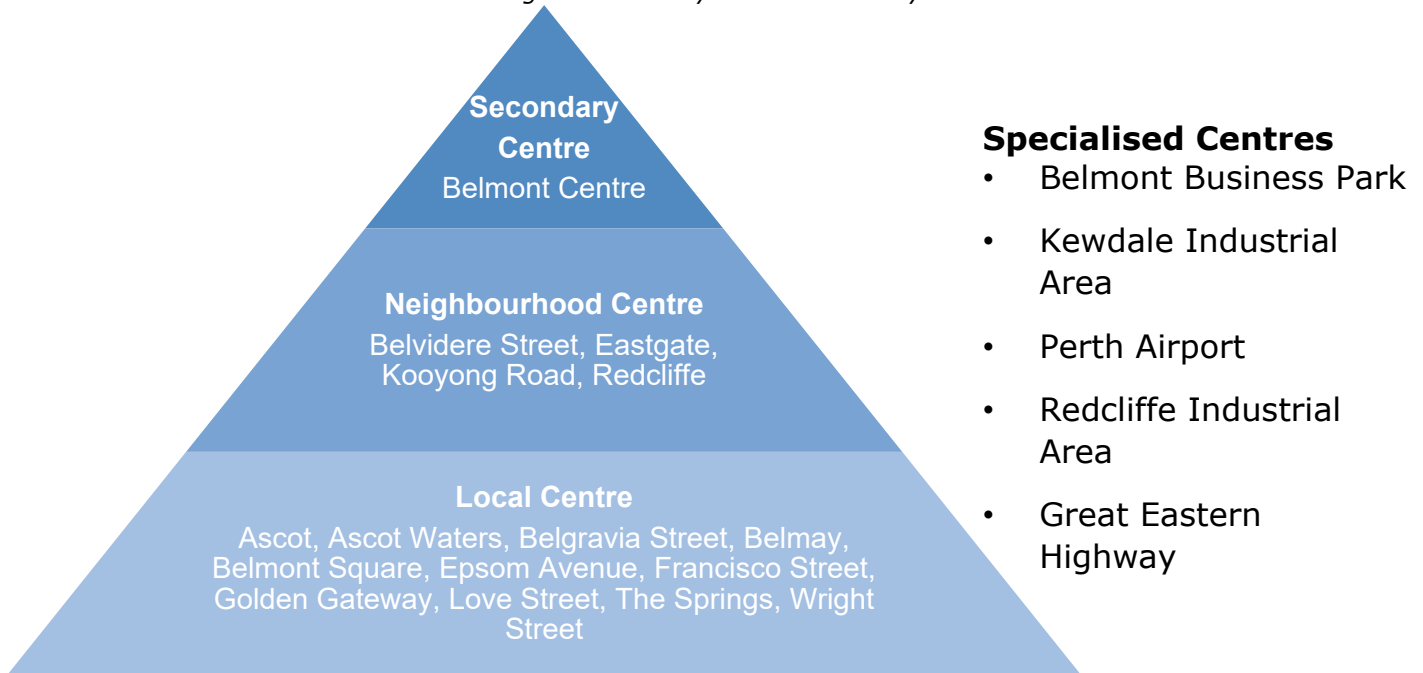 Secondary
Centre
Belmont Centre
Neighbourhood Centre
Belvidere Street, Eastgate,
Kooyong Road, Redcliffe
Local Centre
Ascot, Ascot Waters, Belgravia Street, Belmay,
Belmont Square, Epsom Avenue, Francisco Street,
Golden Gateway, Love Street, The Springs, Wright
Street
Specialised Centres
• Belmont Business Park
• Kewdale Industrial
Area
• Perth Airport
• Redcliffe Industrial
Area
• Great Eastern
Highway